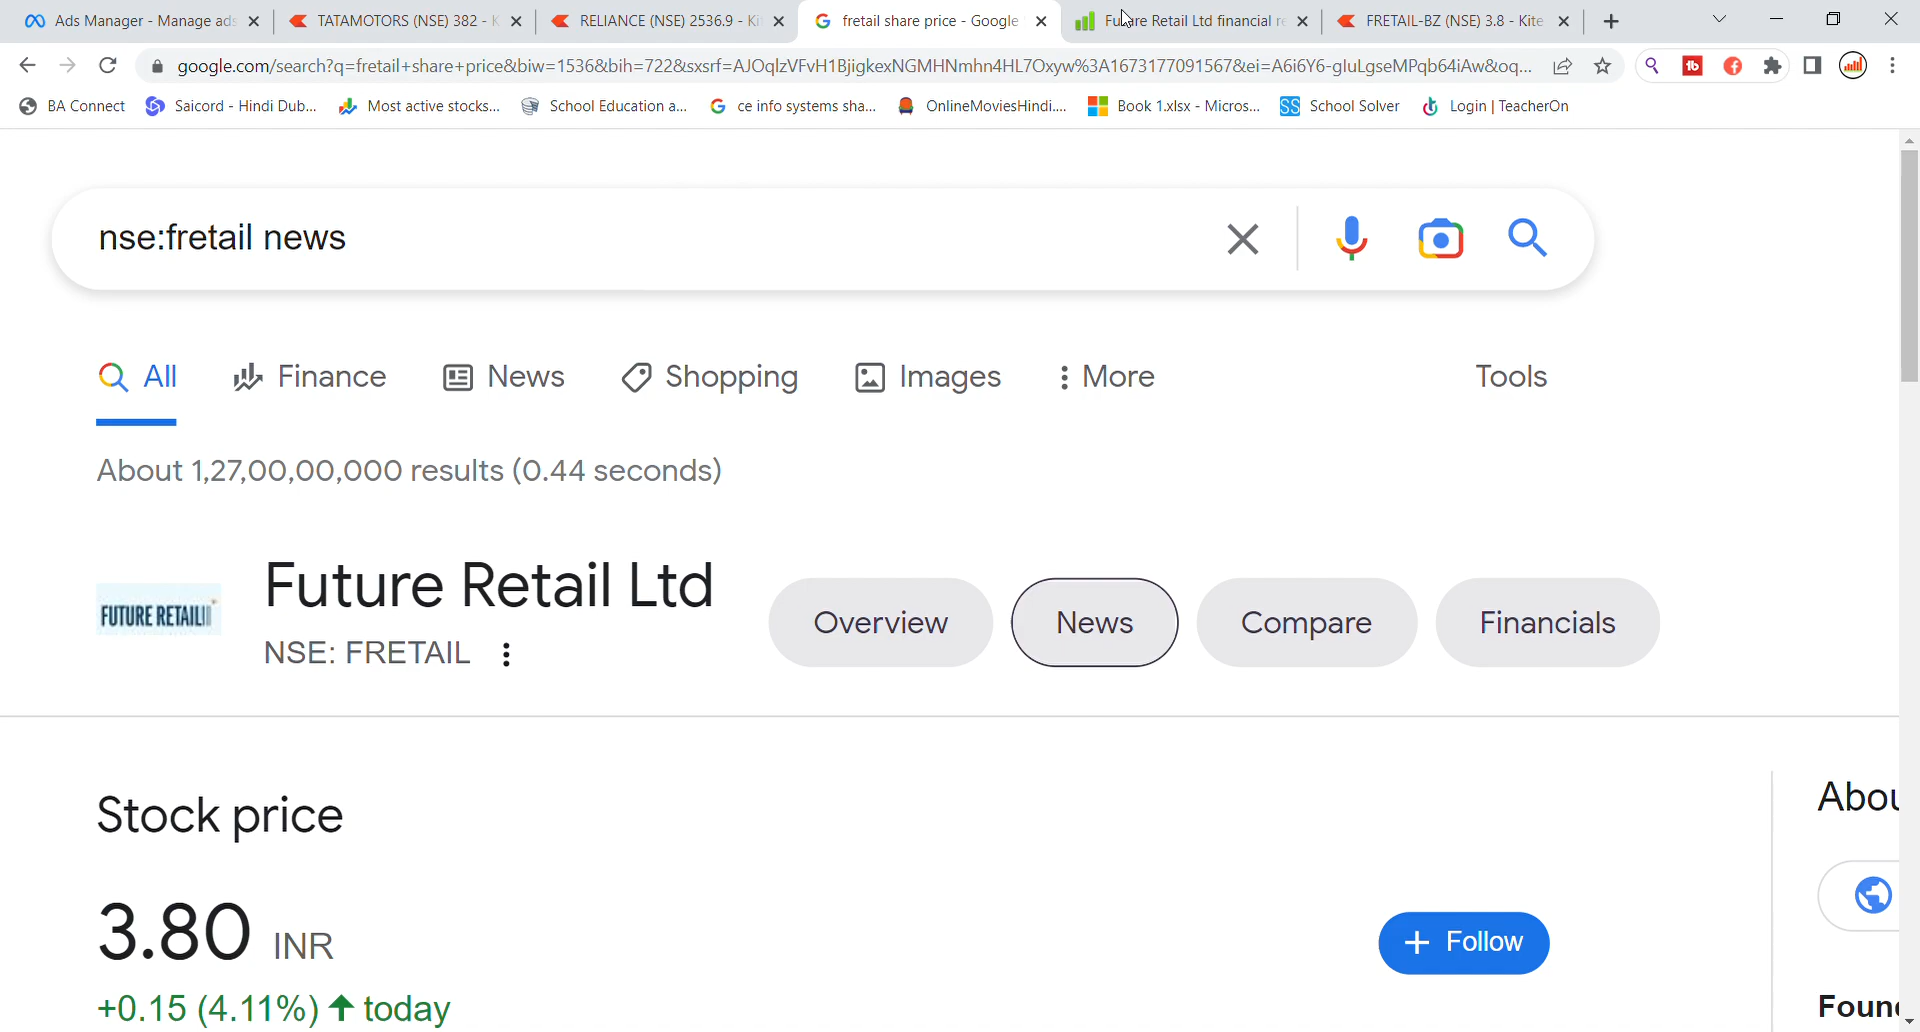 Ads Manager - Manage ads
TATAMOTORS (NSE) 382 - K
RELIANCE (NSE) 2536.9 - Ki
fretail share price - Google
Future Retail Ltd financial re
FRETAIL-BZ (NSE) 3.8 - Kite
google.com/search?q=fretail+share+price&biw=1536&bih=722&sxsrf=AJOqlzVFvH1BjigkexNGMHNmhn4HL7Oxyw%3A1673177091567&ei=A6i6Y6-gIuLgseMPqb64iAw&oq...
BA Connect
Saicord - Hindi Dub...
Most active stocks...
School Education a...
ce info systems sha...
OnlineMoviesHindi....
Book 1.xlsx - Micros...
SS School Solver
Login | TeacherOn
nse:fretail news
All
Finance
News
Shopping
Images
More
Tools
About 1,27,00,00,000 results (0.44 seconds)
FUTURE RETAIL
Future Retail Ltd
NSE: FRETAIL
Overview
News
Compare
Financials
Stock price
Abou
3.80 INR
+ Follow
+0.15 (4.11%) ↑ today
Foun